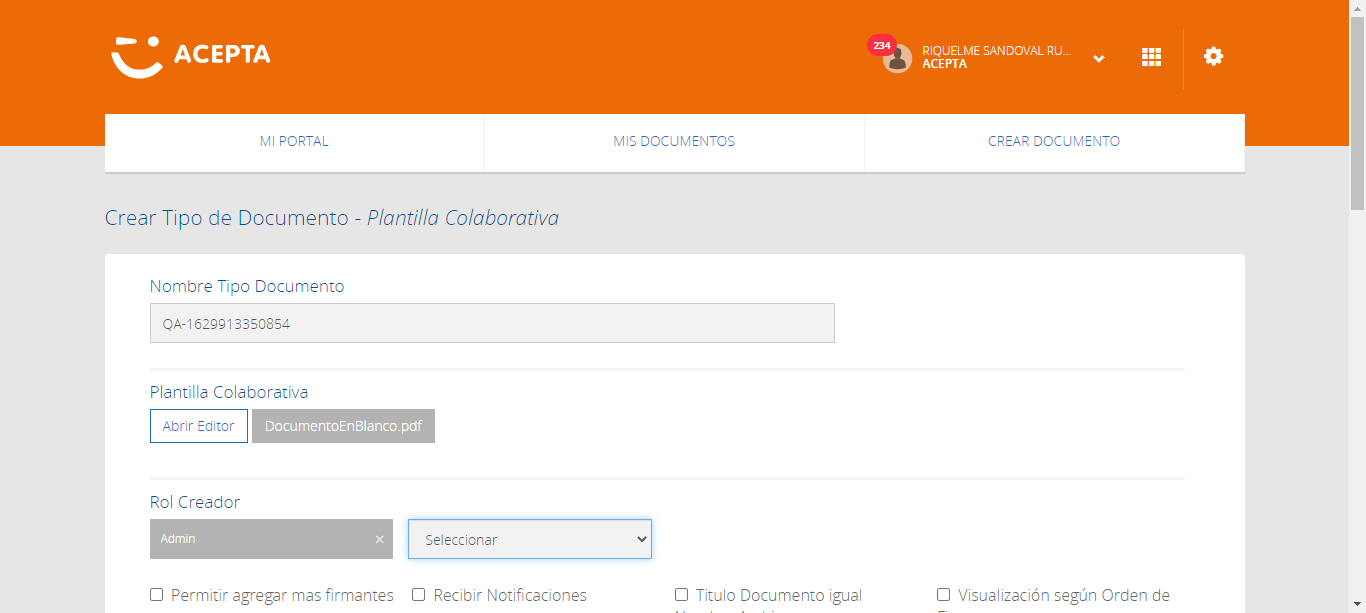 ACEPTA
234
RIQUELME SANDOVAL RU...
ACEPTA
MI PORTAL
MIS DOCUMENTOS
CREAR DOCUMENTO
Crear Tipo de Documento - Plantilla Colaborativa
Nombre Tipo Documento
QA-1629913350854
Plantilla Colaborativa
Abrir Editor
DocumentoEnBlanco.pdf
Rol Creador
Admin ×
Seleccionar
Permitir agregar mas firmantes
Recibir Notificaciones
Titulo Documento igual
Visualización según Orden de